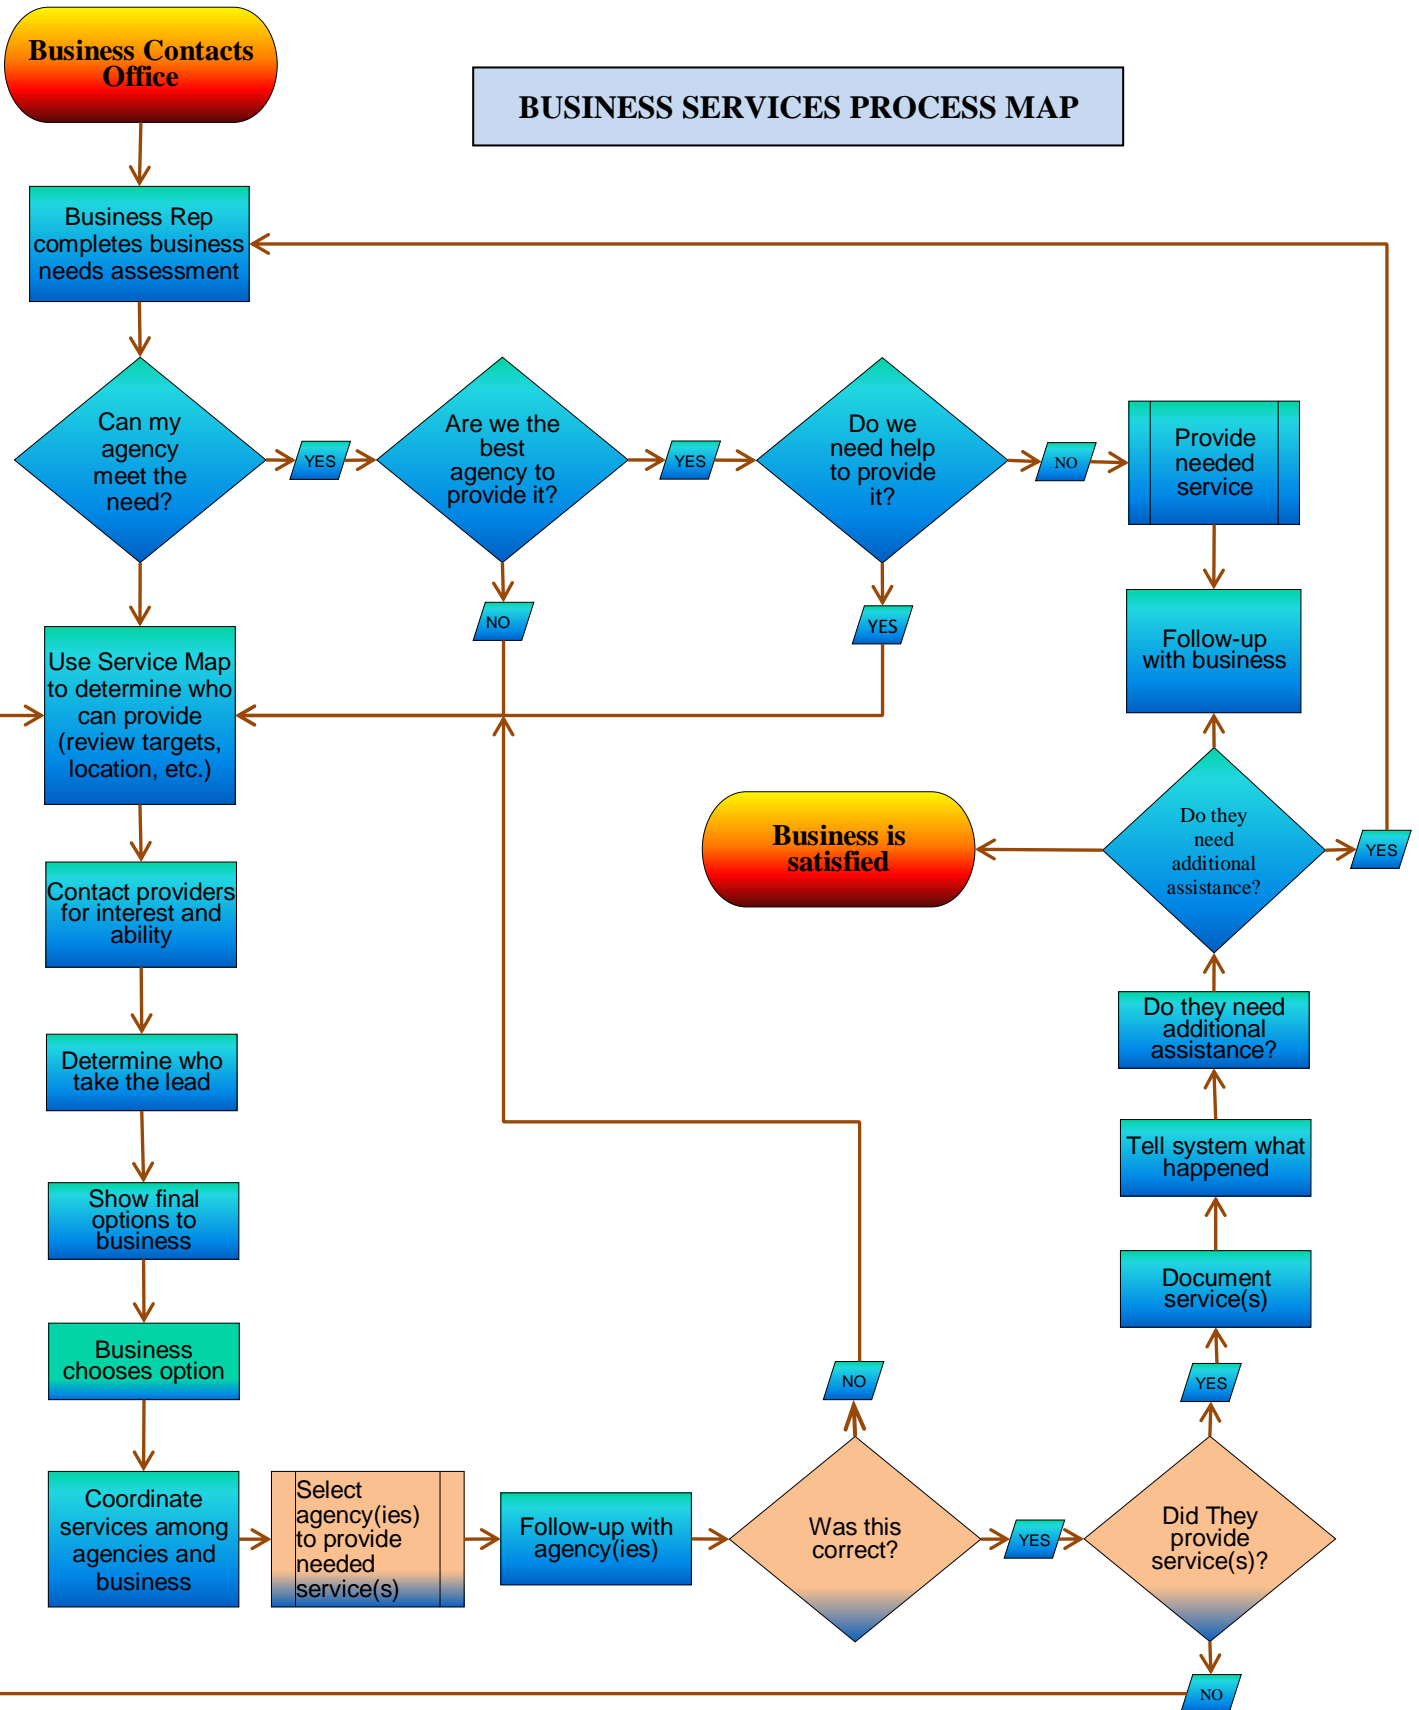 Business Contacts
Office
BUSINESS SERVICES PROCESS MAP
Business Rep
completes business
needs assessment
Can my
agency
meet the
need?
YES
Are we the
best
agency to
provide it?
YES
Do we
need help
to provide
it?
NO
Provide
needed
service
NO
YES
Follow-up
with business
Use Service Map
to determine who
can provide
(review targets,
location, etc.)
Business is
satisfied
Do they
need
additional
assistance?
YES
Contact providers
for interest and
ability
Do they need
additional
assistance?
Determine who
take the lead
Tell system what
happened
Show final
options to
business
Document
service(s)
Business
chooses option
NO
YES
Coordinate
services among
agencies and
business
Select
agency(ies)
to provide
needed
service(s)
Follow-up with
agency(ies)
Was this
correct?
YES
Did They
provide
service(s)?
NO